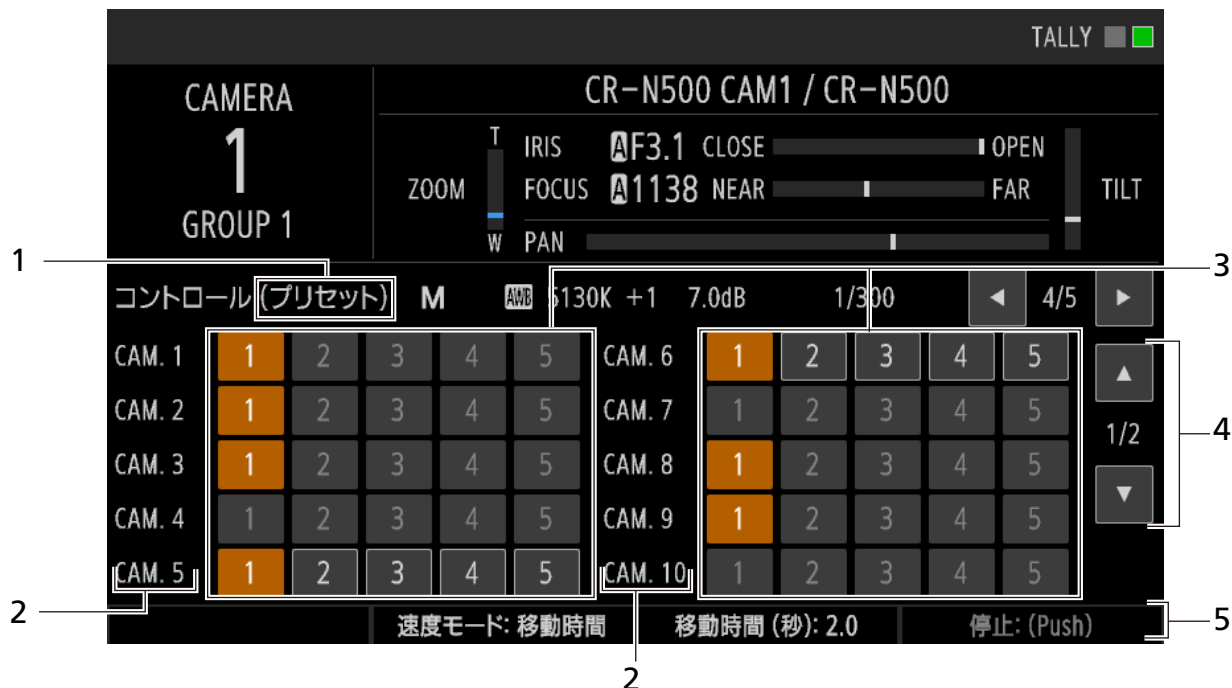 TALLY
CAMERA
1
GROUP 1
CR-N500 CAM1 / CR-N500
ZOOM
T
W
IRIS A F3.1 CLOSE OPEN
FOCUS A 1138 NEAR FAR
PAN
TILT
1
3
コントロール (プリセット) M AWB 5130K +1 7.0dB 1/300 ◀ 4/5 ▶
CAM. 1 1 2 3 4 5 CAM. 6 1 2 3 4 5 ▲
CAM. 2 1 2 3 4 5 CAM. 7 1 2 3 4 5
1/2
4
CAM. 3 1 2 3 4 5 CAM. 8 1 2 3 4 5
▼
CAM. 4 1 2 3 4 5 CAM. 9 1 2 3 4 5
CAM. 5 1 2 3 4 5 CAM. 10 1 2 3 4 5
2
速度モード: 移動時間 移動時間 (秒): 2.0 停止: (Push)
5
2